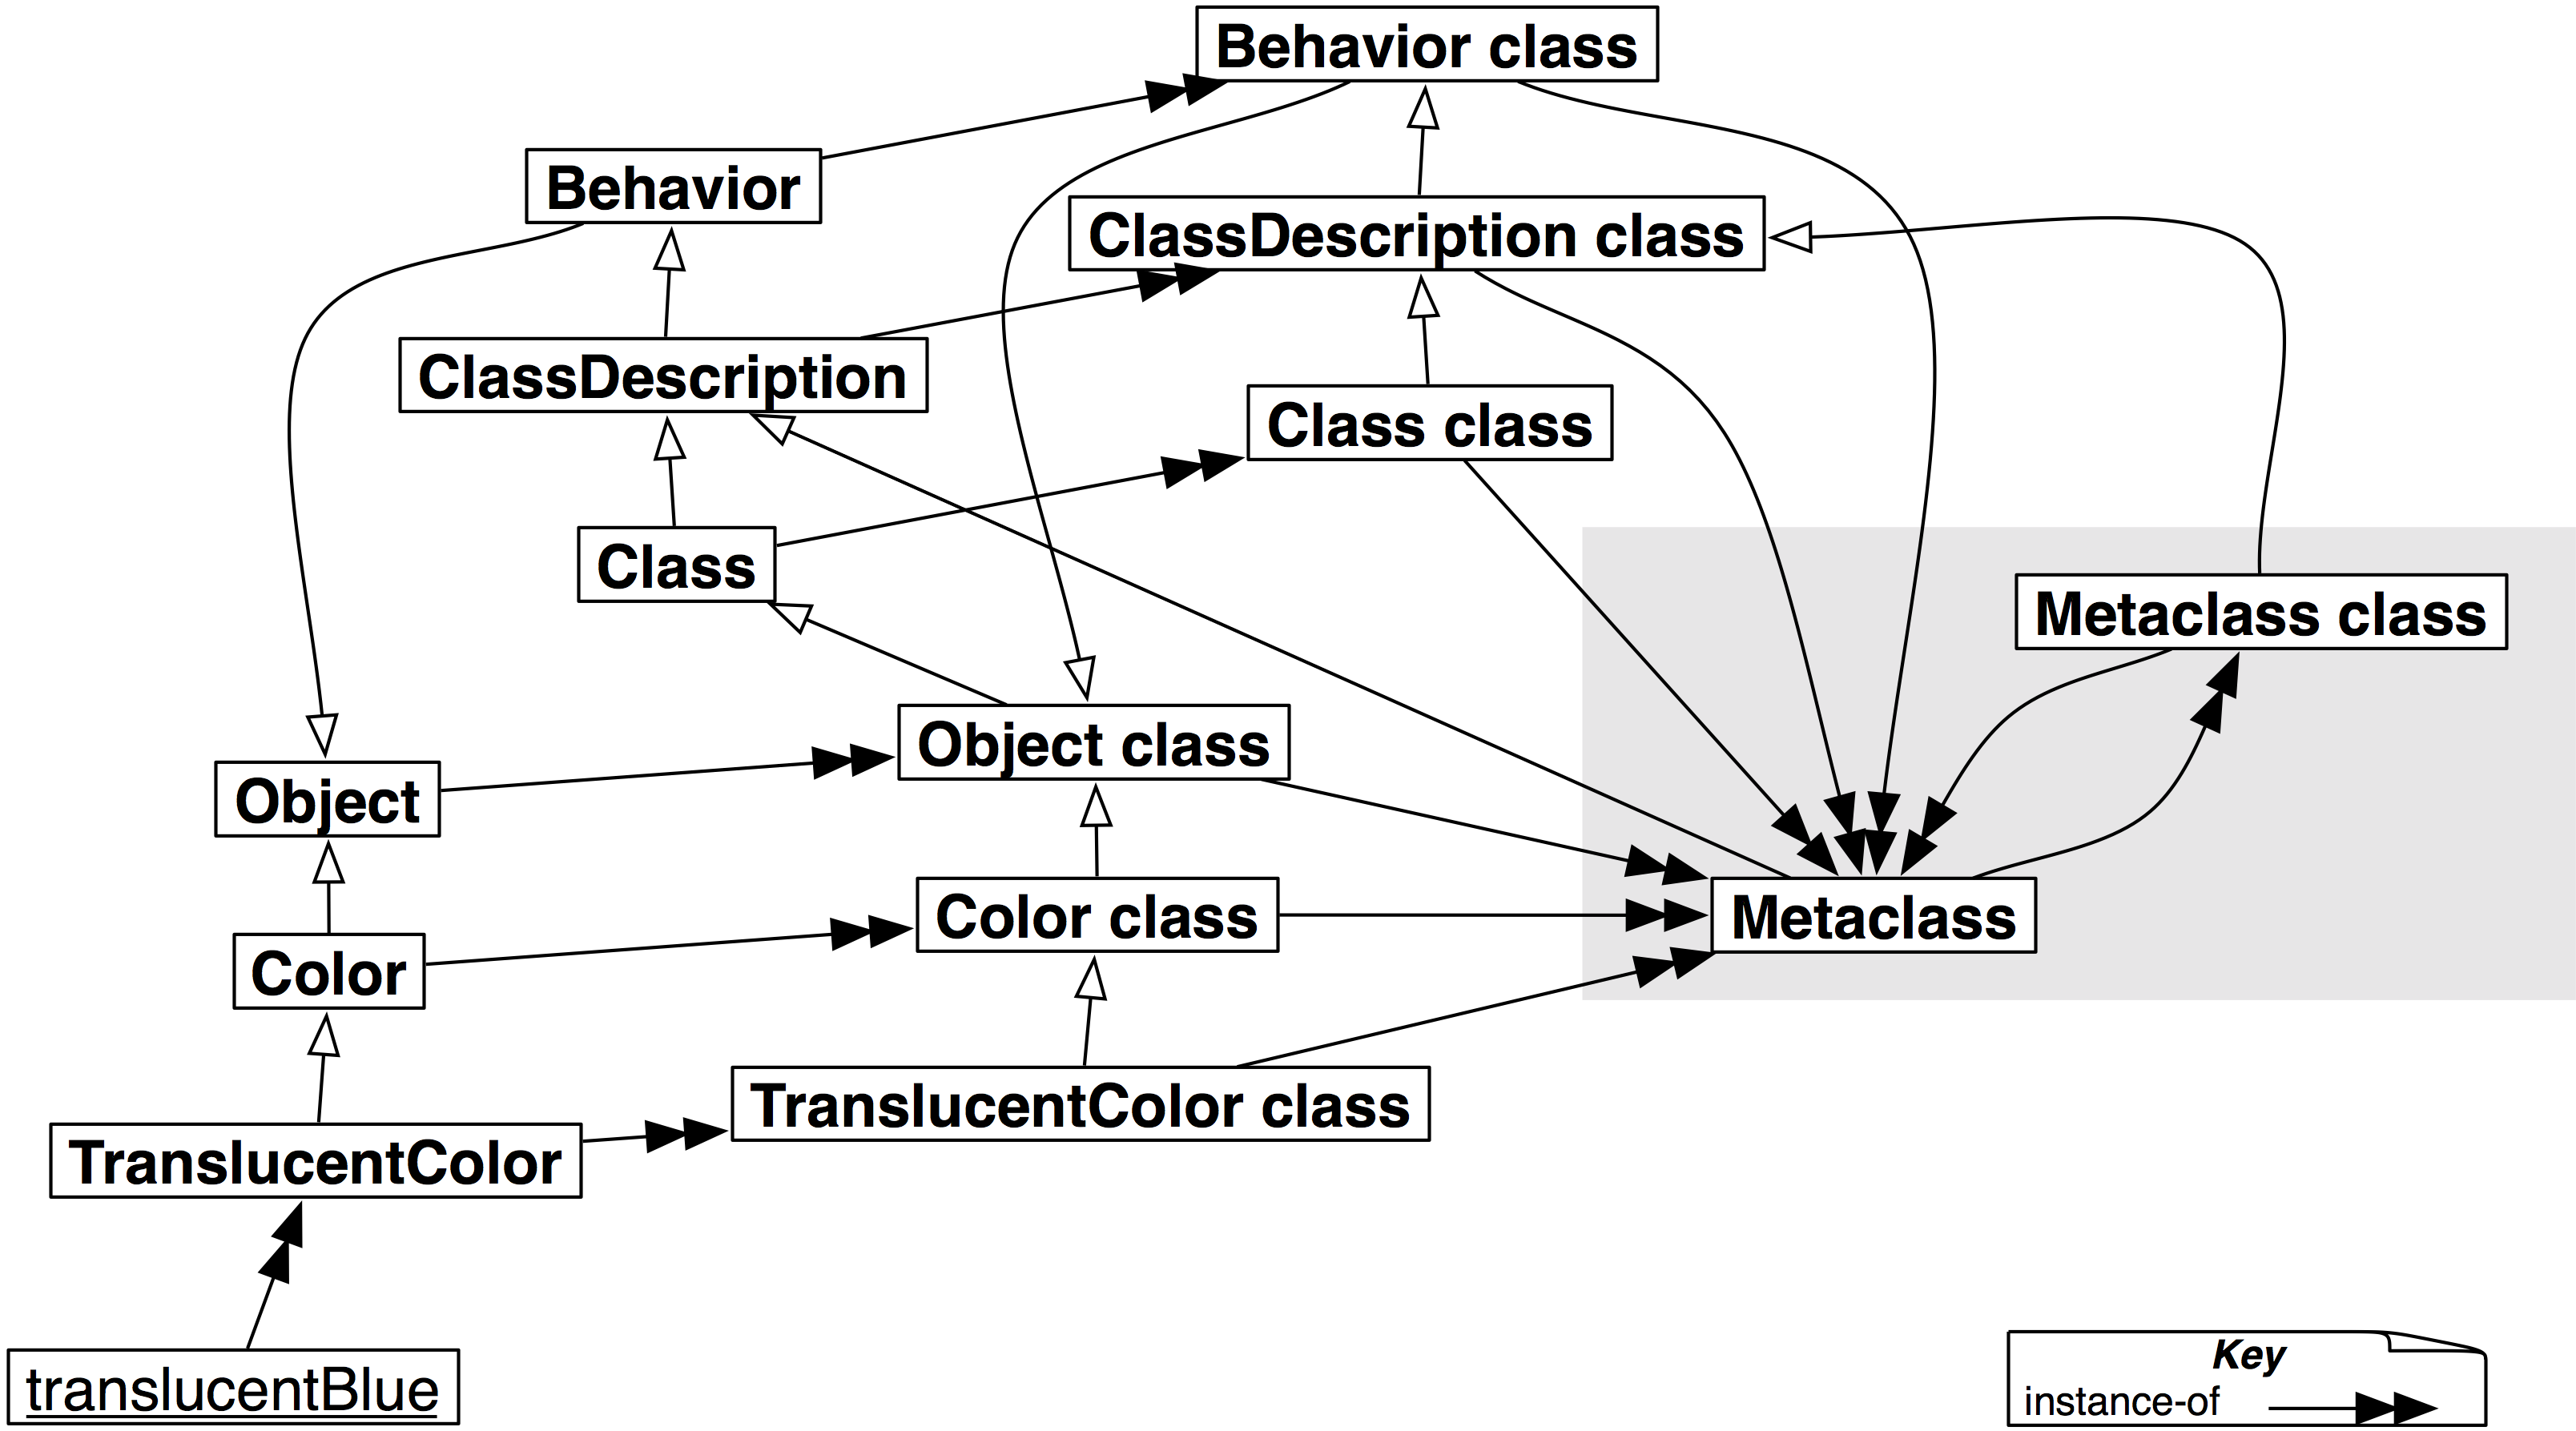 Behavior class
Behavior
ClassDescription class
ClassDescription
Class class
Class
Metaclass class
Object class
Object
Color class
Metaclass
Color
TranslucentColor class
TranslucentColor
translucentBlue
Key
instance-of